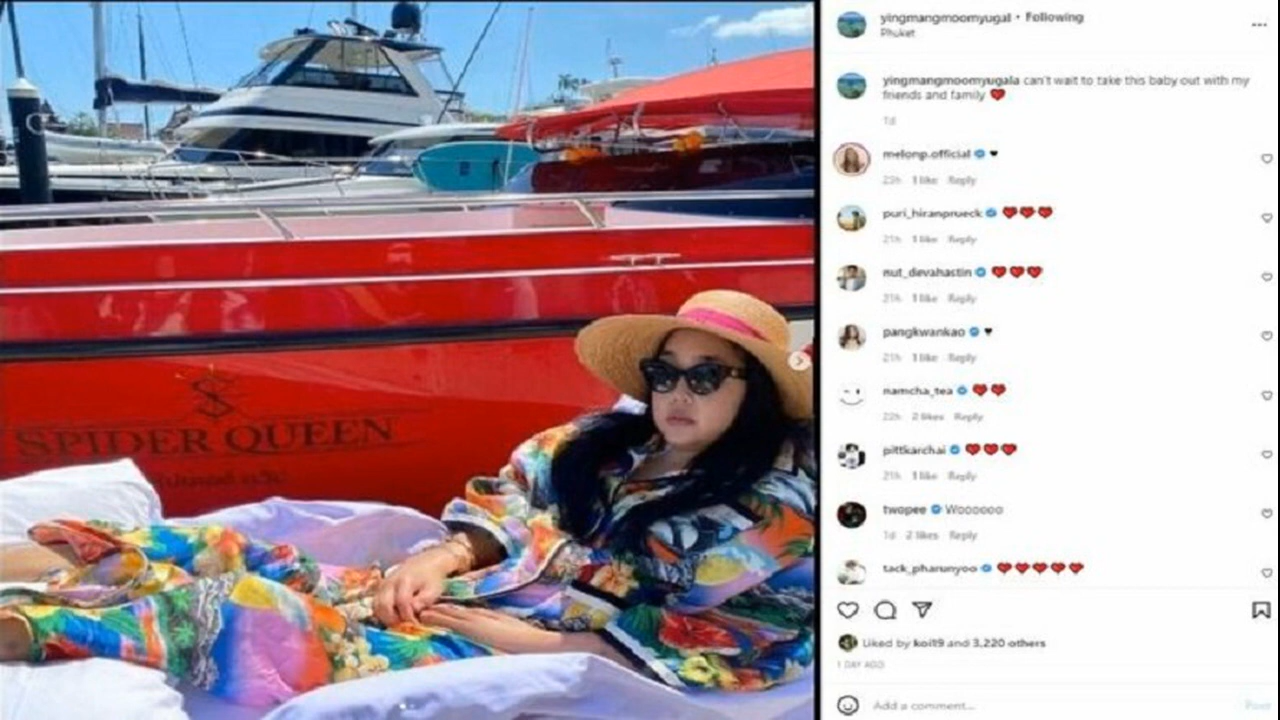 SPIDER QUEEN
yingmangmoomyugal • Following
Phuket
yingmangmoomyugala can't wait to take this baby out with my
friends and family ❤️
1d
melonp.official 🖤
22h 1 like Reply
puri_hiranprueck ❤️❤️❤️
21h 1 like Reply
nut_devahastin ❤️❤️❤️
21h 1 like Reply
pangkwankao 🖤
21h 1 like Reply
namcha_tea ❤️❤️
22h 2 likes Reply
pittkarchai ❤️❤️❤️
21h 1 like Reply
twopee Woooooo
1d 2 likes Reply
tack_pharunyoo ❤️❤️❤️❤️❤️
Liked by koi19 and 3,220 others
1 DAY AGO
Add a comment...
Post